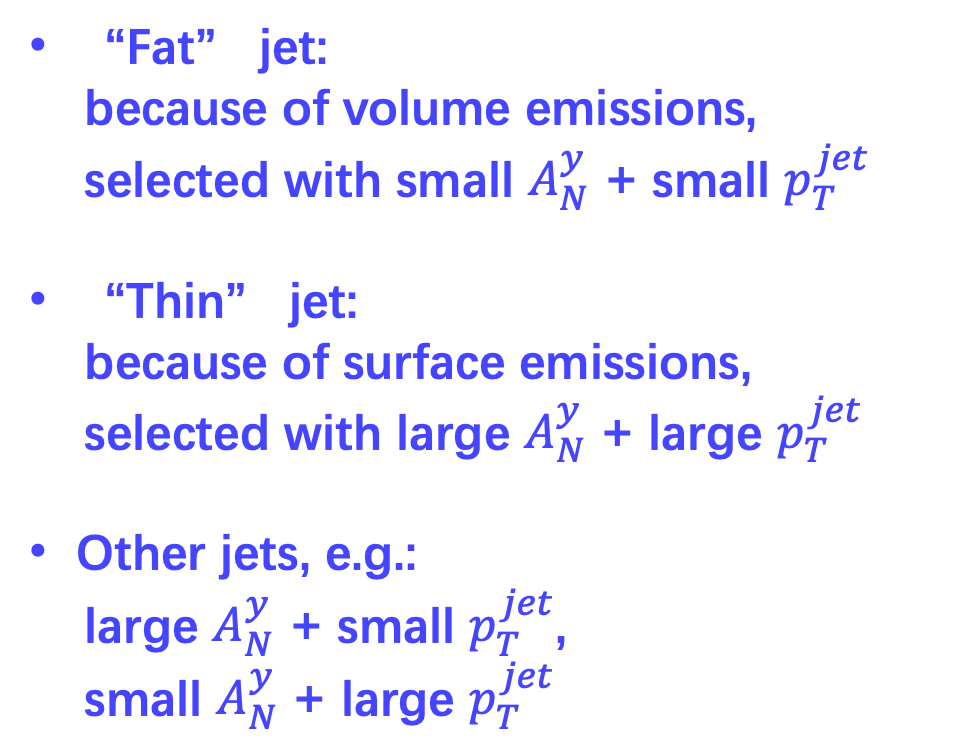 • “Fat” jet:
because of volume emissions,
selected with small $A_N^y$ + small $p_T^{jet}$
• “Thin” jet:
because of surface emissions,
selected with large $A_N^y$ + large $p_T^{jet}$
• Other jets, e.g.:
large $A_N^y$ + small $p_T^{jet}$,
small $A_N^y$ + large $p_T^{jet}$